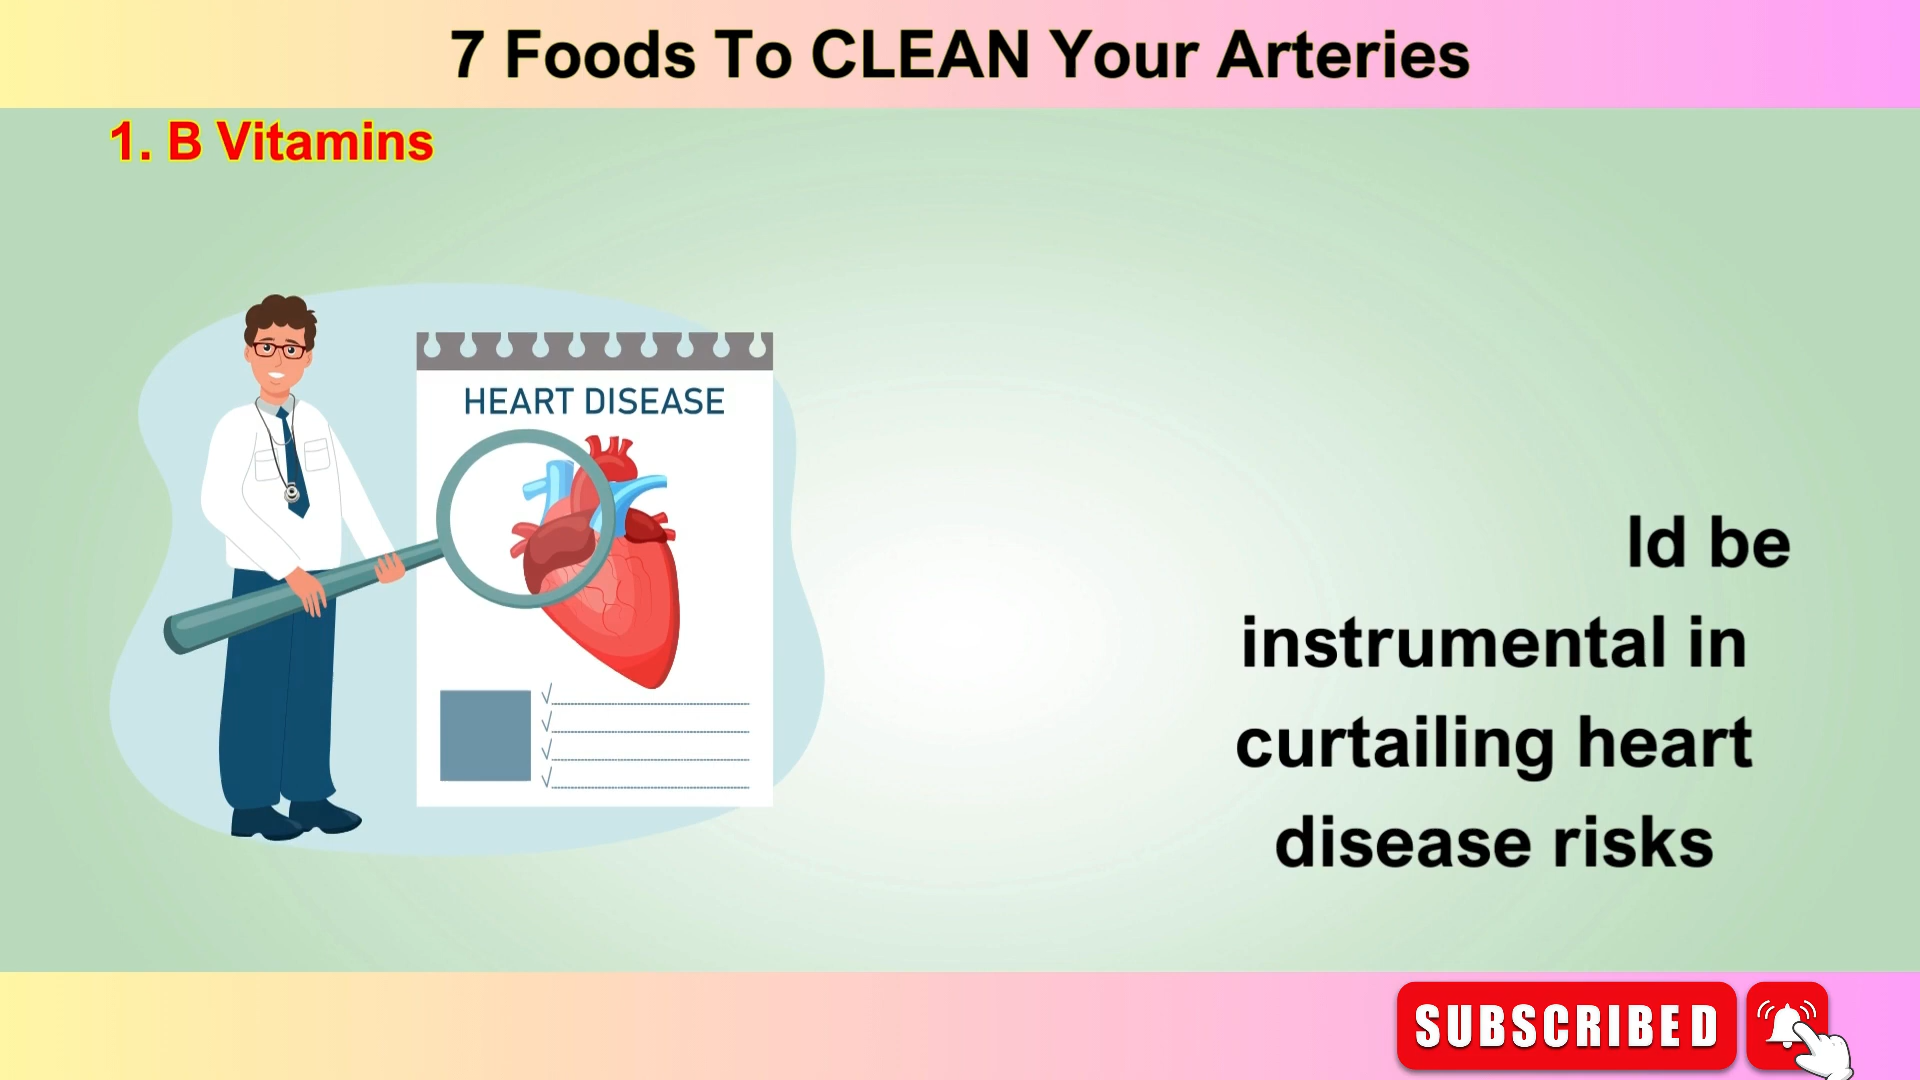 7 Foods To CLEAN Your Arteries
1. B Vitamins
HEART DISEASE
ld be
instrumental in
curtailing heart
disease risks
SUBSCRIBED